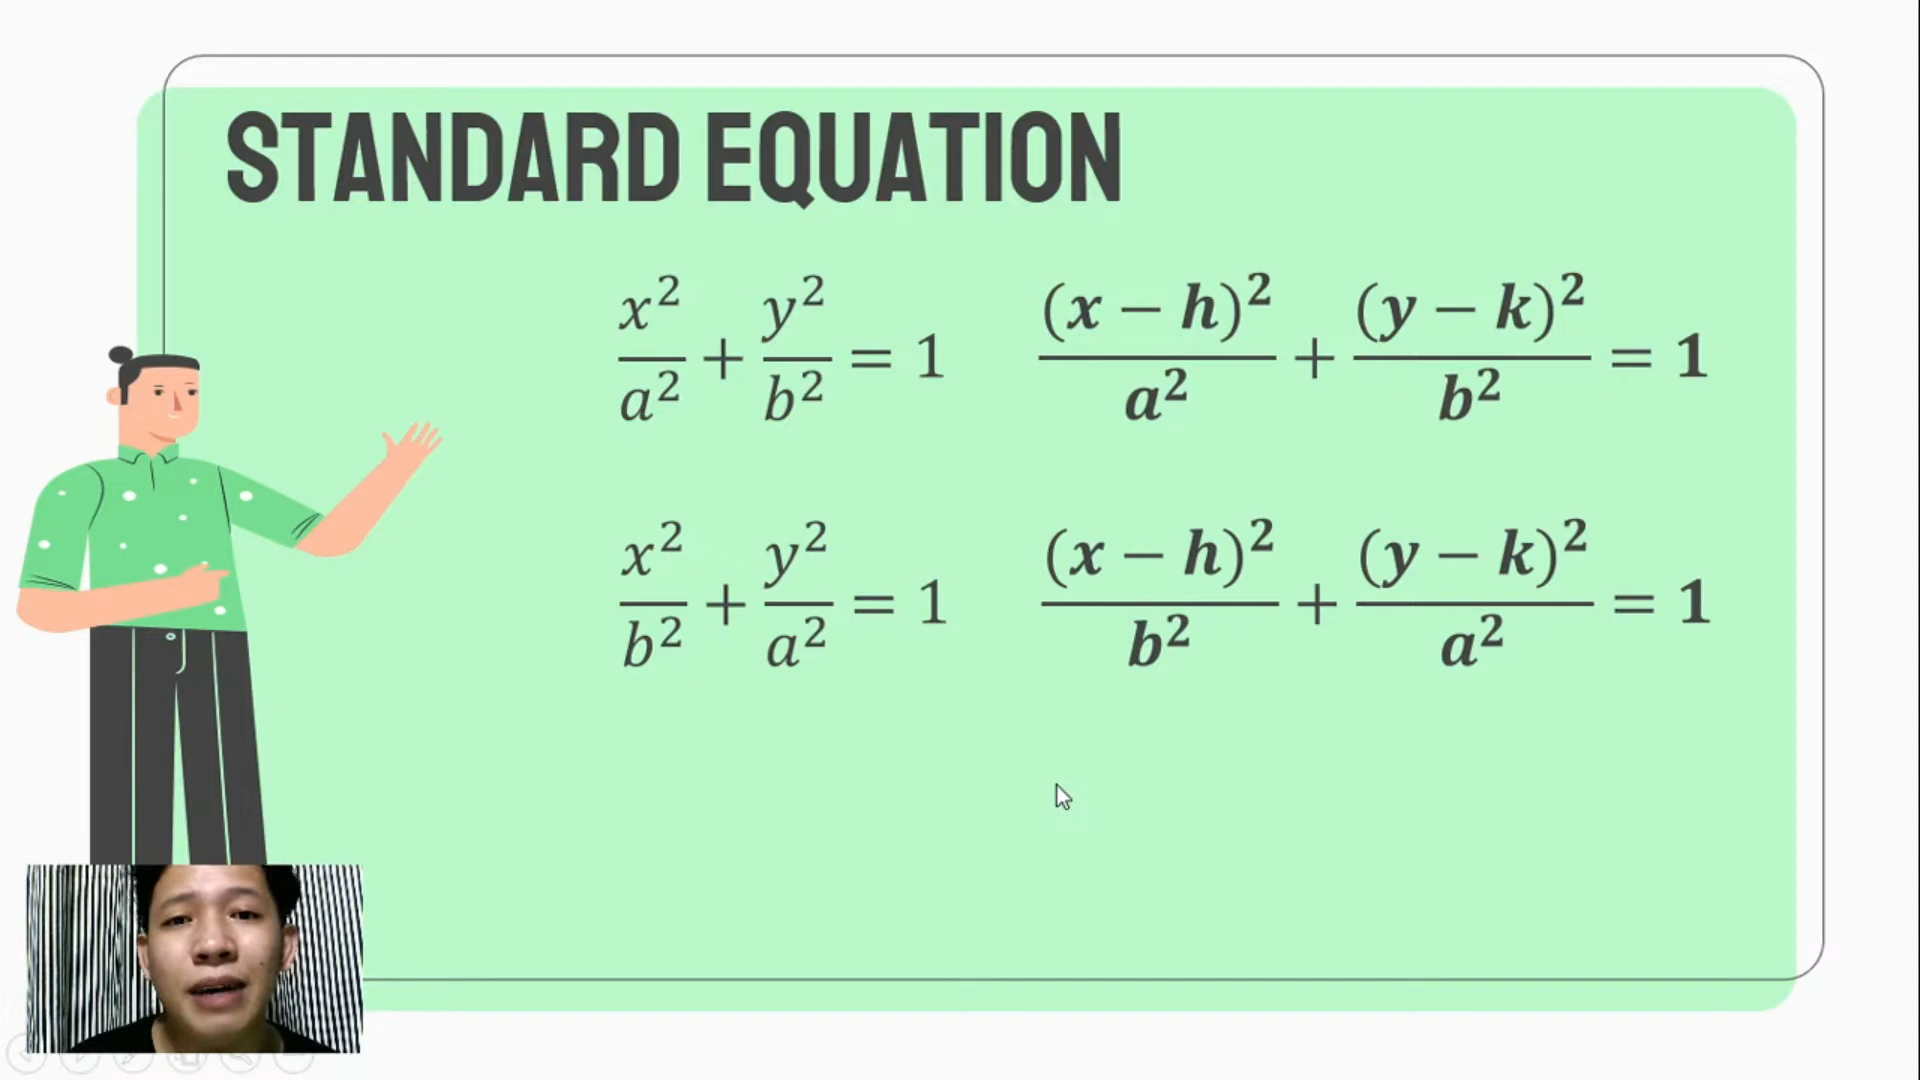 STANDARD EQUATION
x²/a² + y²/b² = 1
(x − h)²/a² + (y − k)²/b² = 1
x²/b² + y²/a² = 1
(x − h)²/b² + (y − k)²/a² = 1